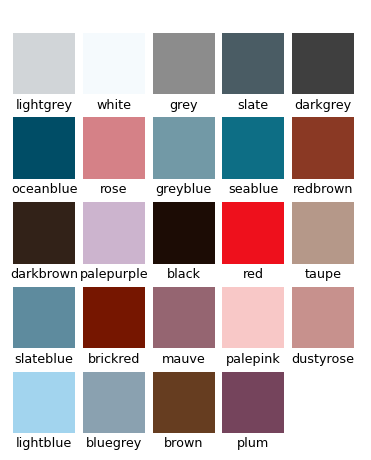 lightgrey white grey slate darkgrey
oceanblue rose greyblue seablue redbrown
darkbrown palepurple black red taupe
slateblue brickred mauve palepink dustyrose
lightblue bluegrey brown plum